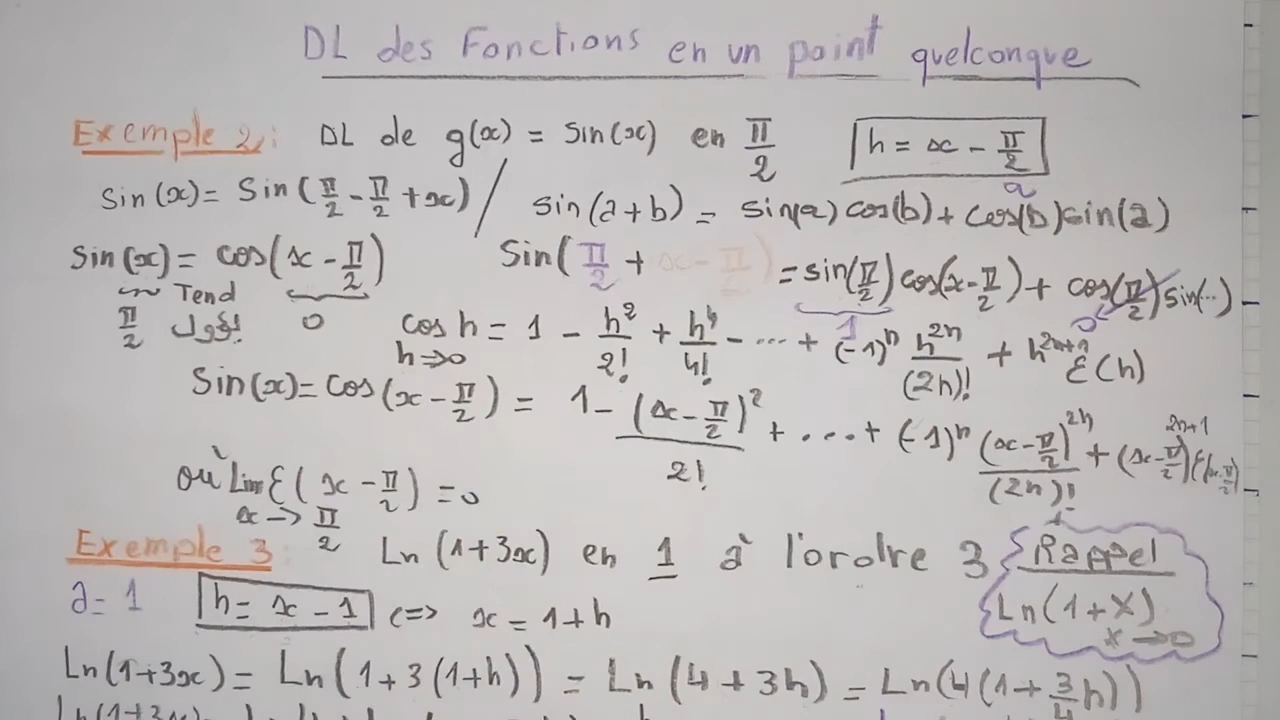 DL des Fonctions en un point quelconque
Exemple 2: DL de g(x) = Sin(x) en π/2 h = x - π/2
Sin(x) = Sin(π/2 - π/2 + x) / sin(a+b) = sin(a) cos(b) + cos(b) sin(a)
a
Sin(x) = cos(x - π/2) Sin(π/2 + x - π/2) = sin(π/2) cos(x - π/2) + cos(π/2) sin(...)
Tend 0 1 0
π/2 يؤول
cos h = 1 - h²/2! + h⁴/4! - ... + (-1)ⁿ h²ⁿ/(2n)! + h²ⁿ⁺¹ ε(h)
h→0
Sin(x) = cos(x - π/2) = 1 - (x - π/2)²/2! + ... + (-1)ⁿ (x - π/2)²ⁿ/(2n)! + (x - π/2)²ⁿ⁺¹ ε(x - π/2)
où Lim ε(x - π/2) = 0
x → π/2
Exemple 3: Ln(1+3x) en 1 à l'ordre 3
Rappel
Ln(1+X)
x → 0
a = 1 h = x - 1 <=> x = 1 + h
Ln(1+3x) = Ln(1+3(1+h)) = Ln(4+3h) = Ln(4(1+3/4 h))